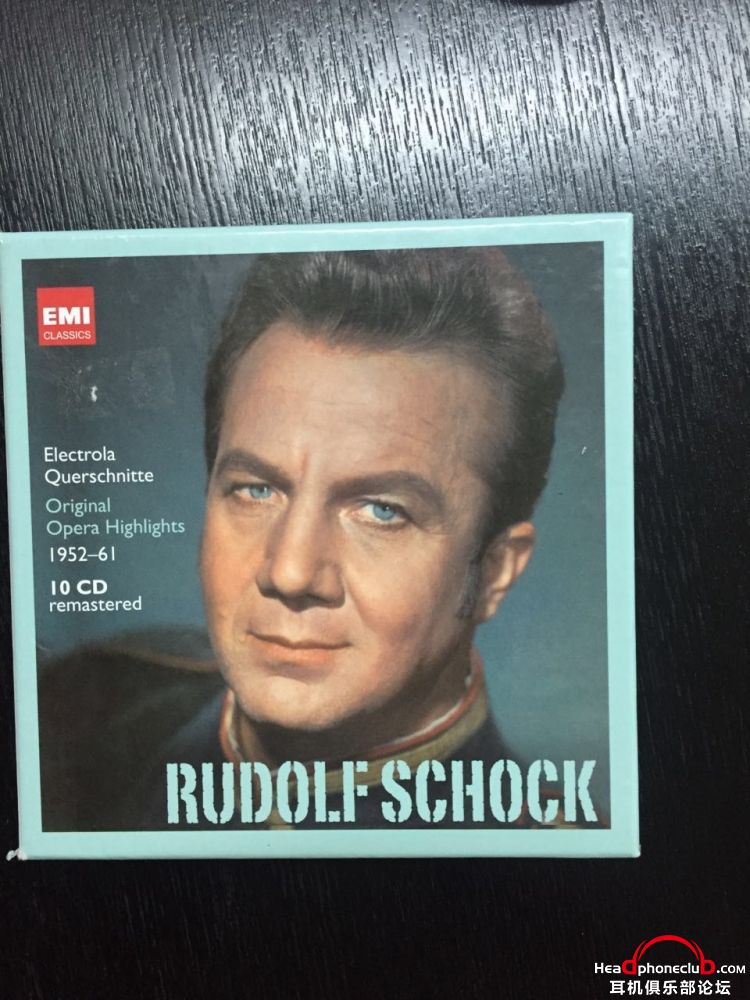 EMI
CLASSICS
Electrola
Querschnitte
Original
Opera Highlights
1952–61
10 CD
remastered
RUDOLF SCHOCK
HeadphonecluD.com
耳机俱乐部论坛